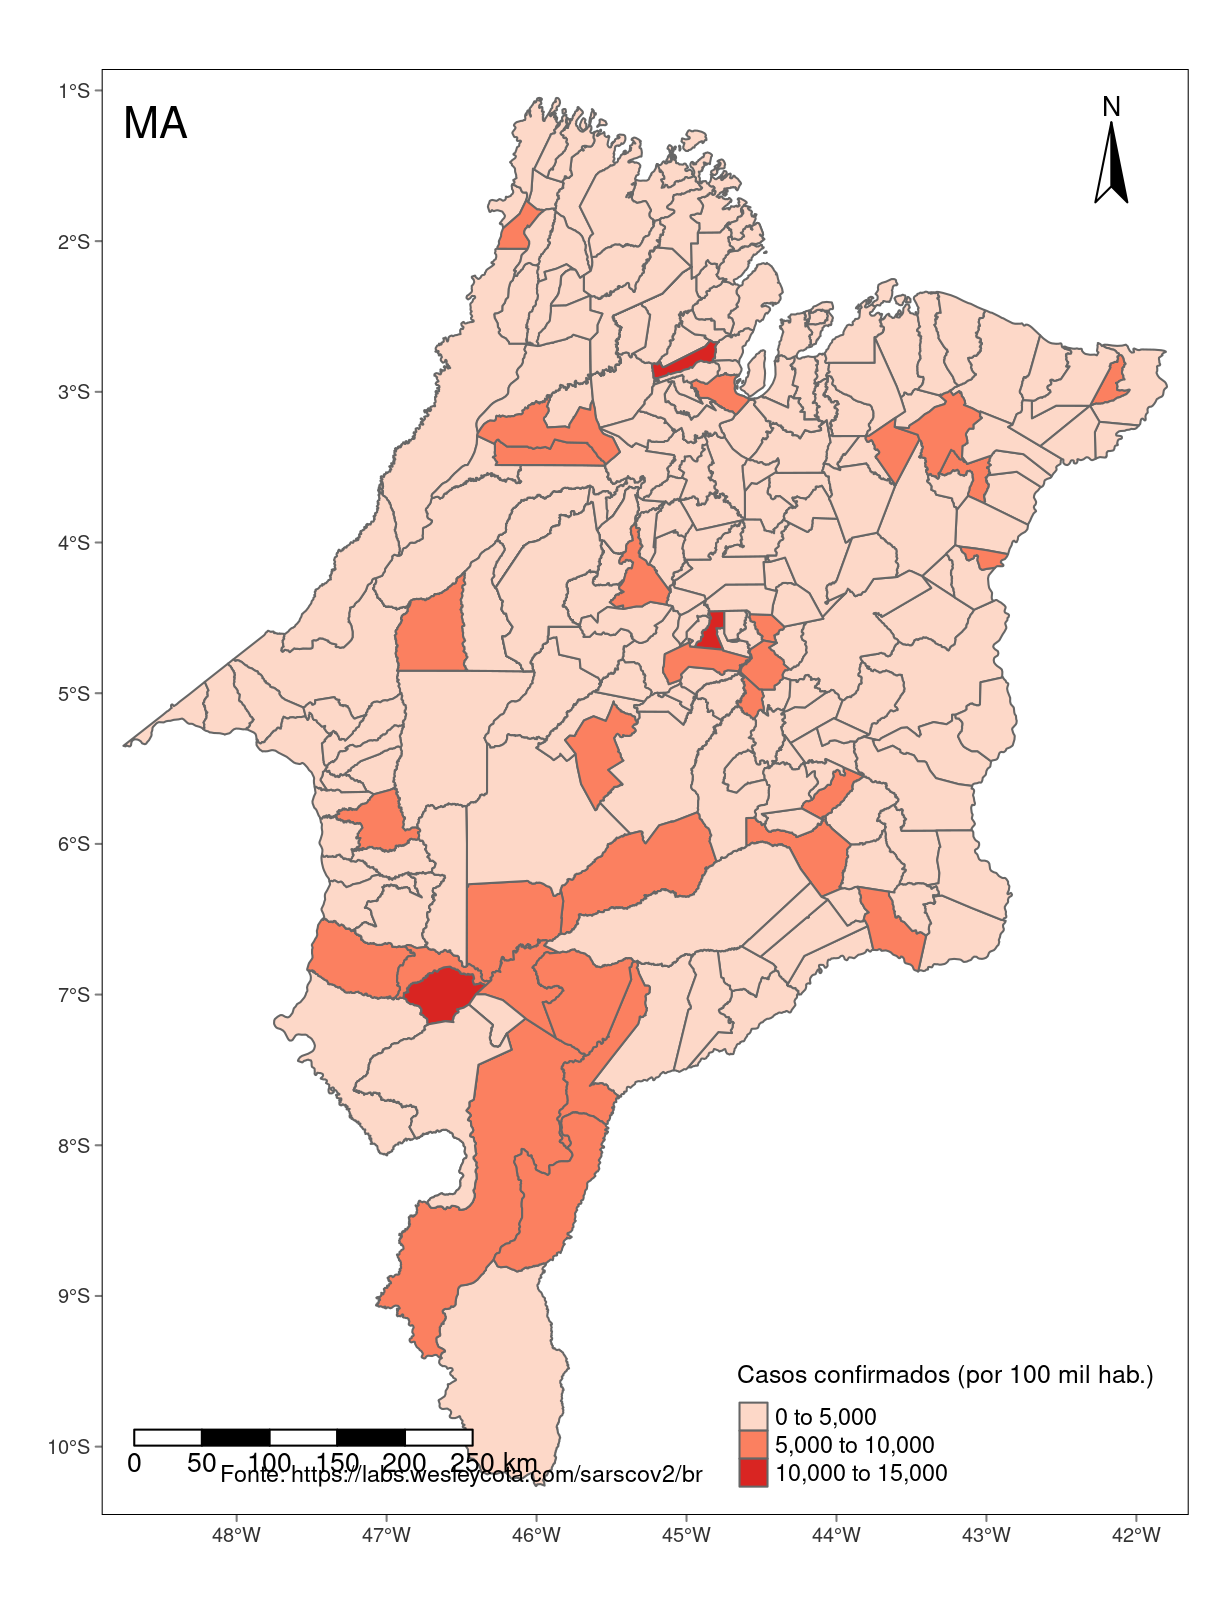 1°S
MA
N
2°S
3°S
4°S
5°S
6°S
7°S
8°S
9°S
10°S
Casos confirmados (por 100 mil hab.)
0 to 5,000
5,000 to 10,000
10,000 to 15,000
0 50 100 150 200 250 km
Fonte: https://labs.wesleycota.com/sarscov2/br
48°W 47°W 46°W 45°W 44°W 43°W 42°W